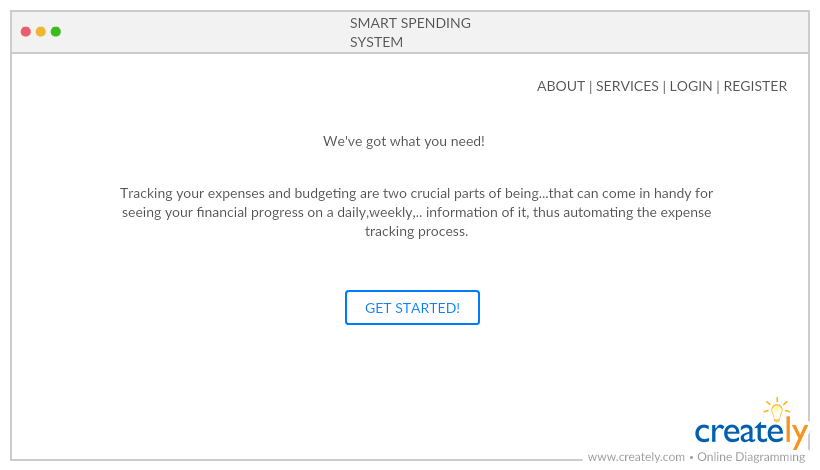 SMART SPENDING
SYSTEM
ABOUT | SERVICES | LOGIN | REGISTER
We've got what you need!
Tracking your expenses and budgeting are two crucial parts of being...that can come in handy for
seeing your financial progress on a daily,weekly,.. information of it, thus automating the expense
tracking process.
GET STARTED!
creately
www.creately.com • Online Diagramming